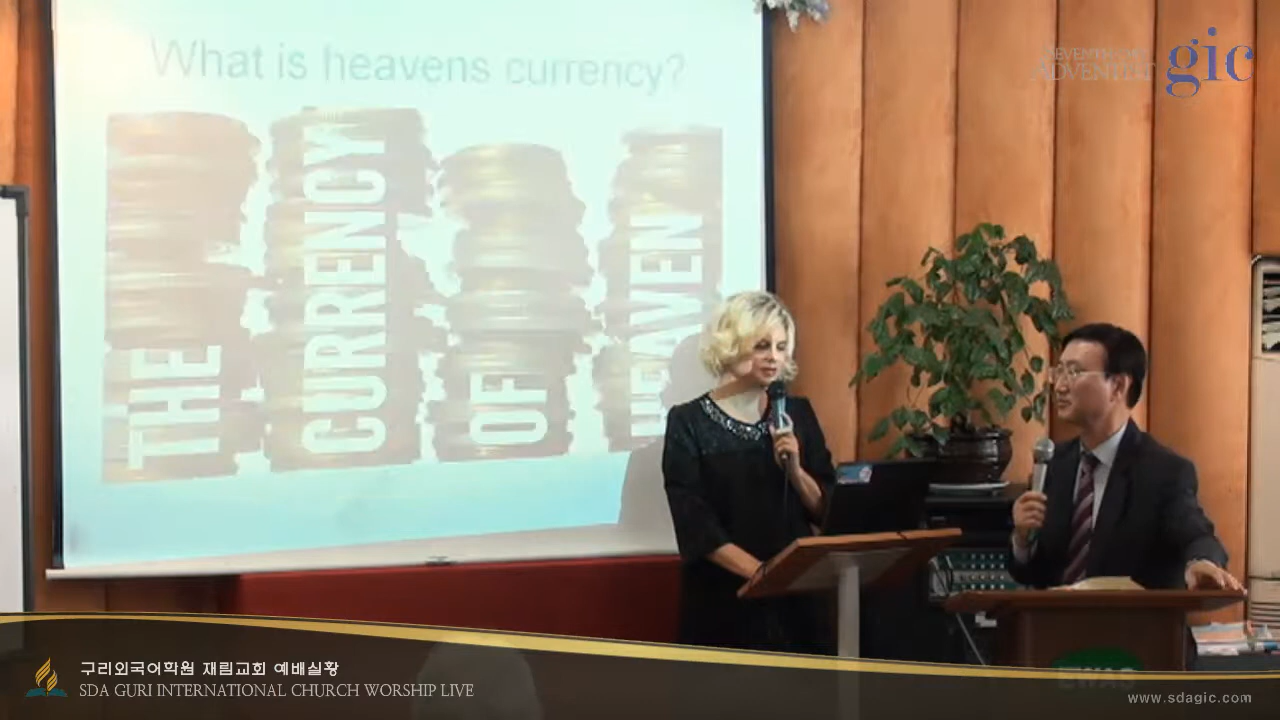 What is heavens currency?
SEVENTH-DAY
ADVENTIST
gic
THE
CURRENCY
OF
HEAVEN
구리외국어학원 재림교회 예배실황
SDA GURI INTERNATIONAL CHURCH WORSHIP LIVE
EWAS
www.sdagic.com